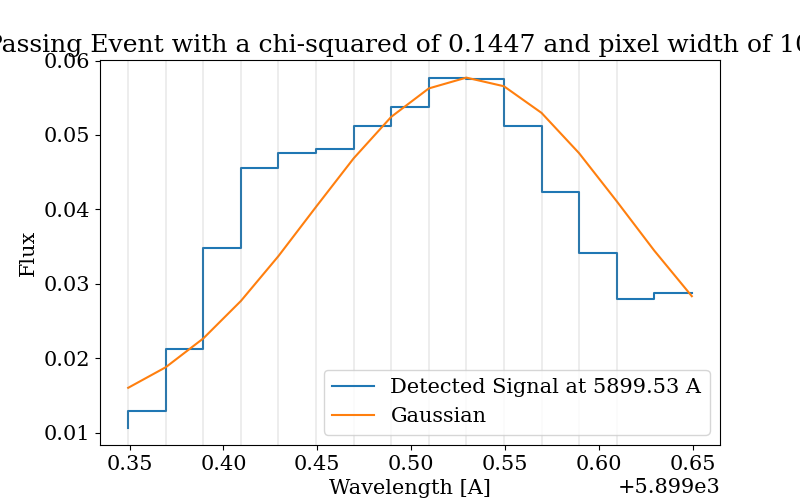 Passing Event with a chi-squared of 0.1447 and pixel width of 10
0.06
0.05
0.04
0.03
0.02
0.01
Flux
Detected Signal at 5899.53 A
Gaussian
0.35 0.40 0.45 0.50 0.55 0.60 0.65
Wavelength [A]
+5.899e3